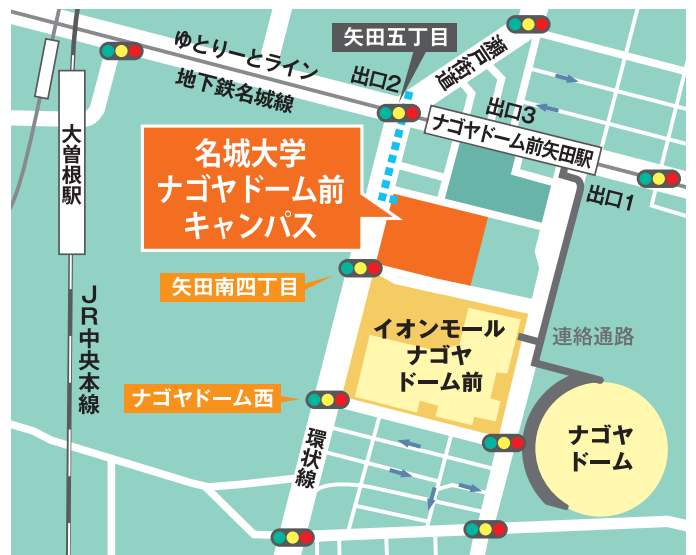 矢田五丁目
瀬戸街道
ゆとりーとライン
地下鉄名城線
出口2
出口3
ナゴヤドーム前矢田駅
出口1
大曽根駅
名城大学
ナゴヤドーム前
キャンパス
矢田南四丁目
JR中央本線
イオンモール
ナゴヤ
ドーム前
連絡通路
ナゴヤドーム西
環状線
ナゴヤ
ドーム